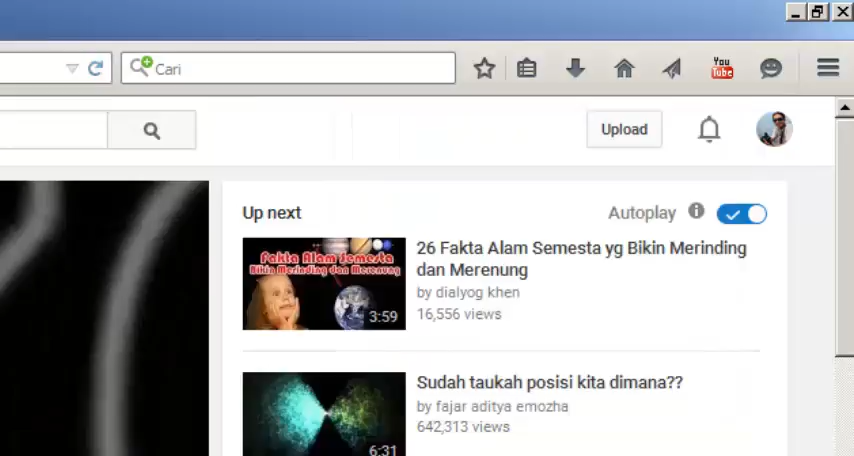 Cari
You
Tube
Upload
Up next
Autoplay
Fakta Alam Semesta
Bikin Merinding dan Merenung
3:59
26 Fakta Alam Semesta yg Bikin Merinding
dan Merenung
by dialyog khen
16,556 views
6:31
Sudah taukah posisi kita dimana??
by fajar aditya emozha
642,313 views